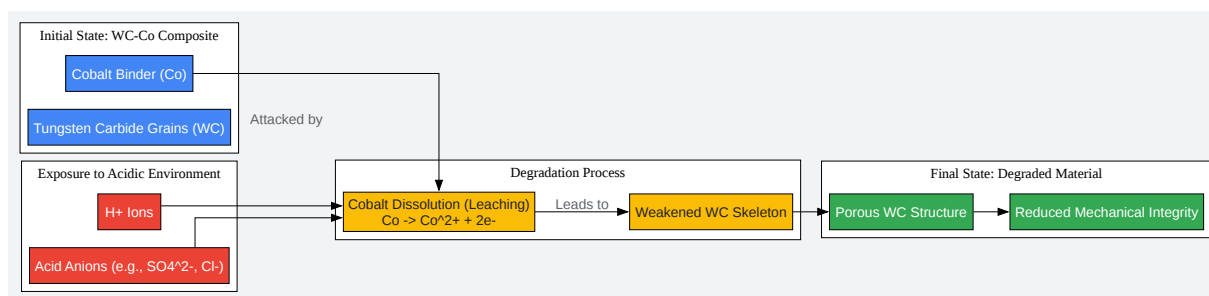 Initial State: WC-Co Composite
Cobalt Binder (Co)
Tungsten Carbide Grains (WC)
Attacked by
Exposure to Acidic Environment
H+ Ions
Acid Anions (e.g., SO4^2-, Cl-)
Degradation Process
Cobalt Dissolution (Leaching)
Co -> Co^2+ + 2e-
Leads to
Weakened WC Skeleton
Final State: Degraded Material
Porous WC Structure
Reduced Mechanical Integrity